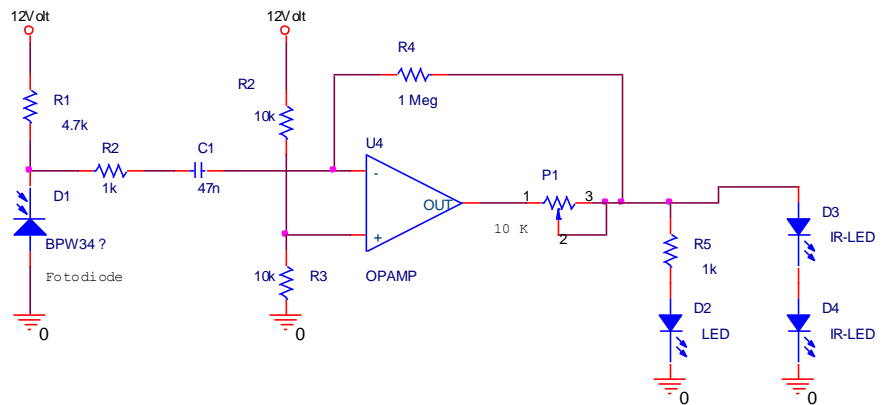 12Volt
12Volt
R4
1 Meg
R2
10k
R1
4.7k
R2
1k
C1
47n
U4
-
+
OUT
OPAMP
P1
1
3
2
10 K
D1
BPW34 ?
Fotodiode
0
10k
R3
0
R5
1k
D2
LED
0
D3
IR-LED
D4
IR-LED
0